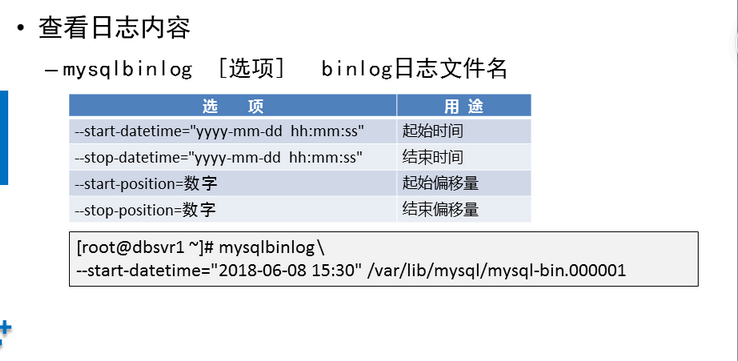 • 查看日志内容
–mysqlbinlog [选项] binlog日志文件名
选 项 用 途
--start-datetime="yyyy-mm-dd hh:mm:ss" 起始时间
--stop-datetime="yyyy-mm-dd hh:mm:ss" 结束时间
--start-position=数字 起始偏移量
--stop-position=数字 结束偏移量
[root@dbsvr1 ~]# mysqlbinlog\
--start-datetime="2018-06-08 15:30" /var/lib/mysql/mysql-bin.000001